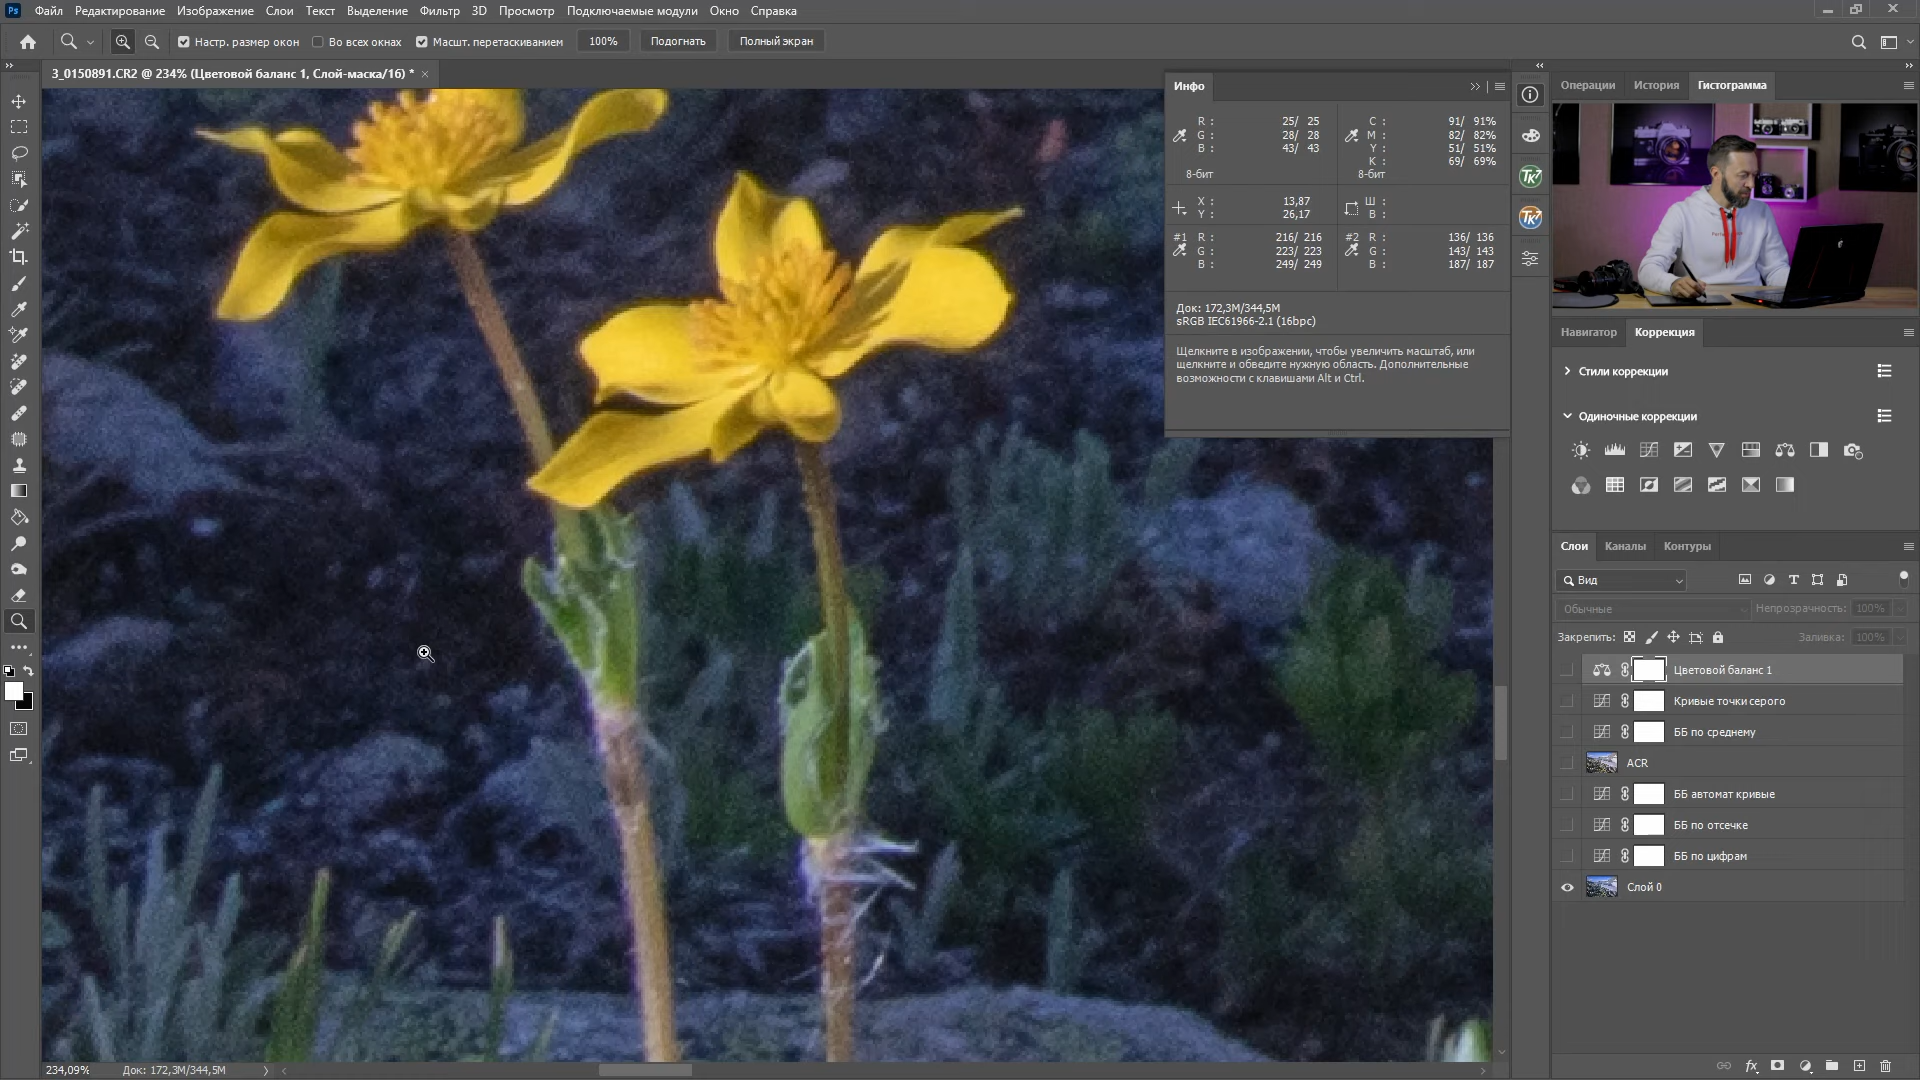 Ps Файл Редактирование Изображение Слои Текст Выделение Фильтр 3D Просмотр Подключаемые модули Окно Справка
Настр. размер окон Во всех окнах Масшт. перетаскиванием 100% Подогнать Полный экран
3_0150891.CR2 @ 234% (Цветовой баланс 1, Слой-маска/16) *
Инфо
R : 25/ 25
G : 28/ 28
B : 43/ 43
8-бит
C : 91/ 91%
M : 82/ 82%
Y : 51/ 51%
K : 69/ 69%
8-бит
X : 13,87
Y : 26,17
Ш :
В :
#1 R : 216/ 216
G : 223/ 223
B : 249/ 249
#2 R : 136/ 136
G : 143/ 143
B : 187/ 187
Док: 172,3M/344,5M
sRGB IEC61966-2.1 (16bpc)
Щелкните в изображении, чтобы увеличить масштаб, или
щелкните и обведите нужную область. Дополнительные
возможности с клавишами Alt и Ctrl.
TK7
TK7
Операции История Гистограмма
Навигатор Коррекция
Стили коррекции
Одиночные коррекции
Слои Каналы Контуры
Вид
Обычные Непрозрачность: 100%
Закрепить: Заливка: 100%
Цветовой баланс 1
Кривые точки серого
ББ по среднему
ACR
ББ автомат кривые
ББ по отсечке
ББ по цифрам
Слой 0
fx
234,09% Док: 172,3M/344,5M